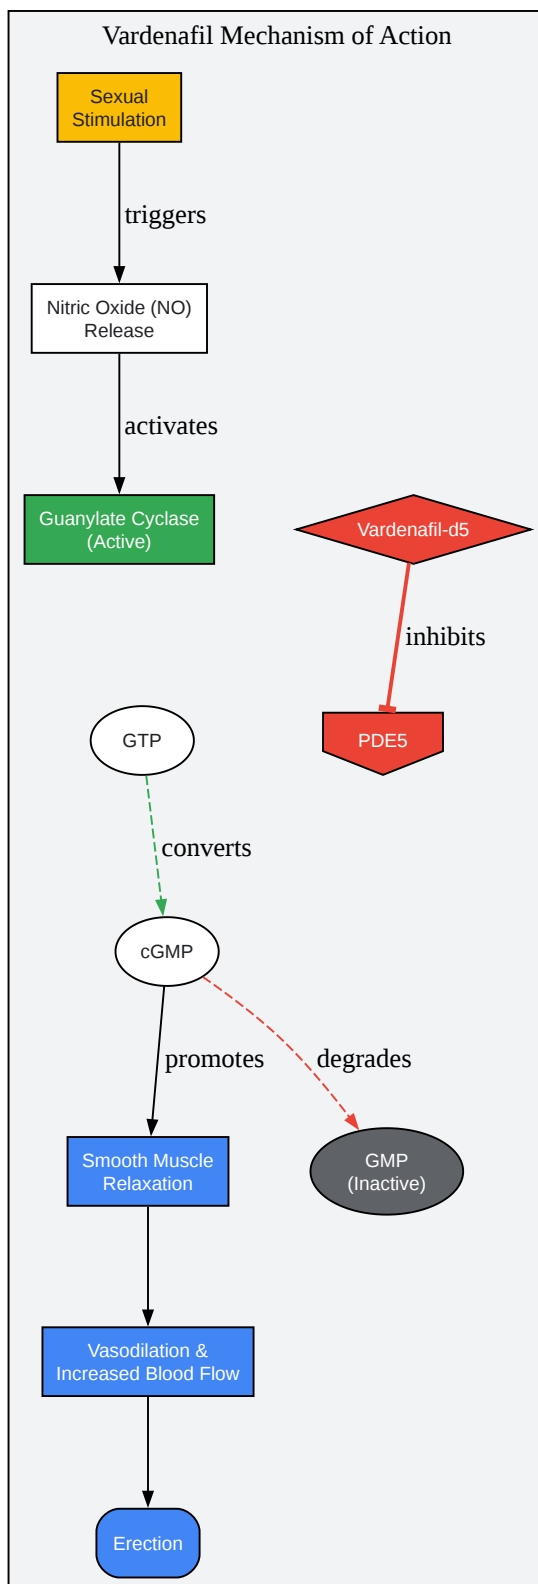 Vardenafil Mechanism of Action
Sexual
Stimulation
triggers
Nitric Oxide (NO)
Release
activates
Guanylate Cyclase
(Active)
Vardenafil-d5
inhibits
GTP
PDE5
converts
cGMP
promotes
degrades
Smooth Muscle
Relaxation
GMP
(Inactive)
Vasodilation &
Increased Blood Flow
Erection